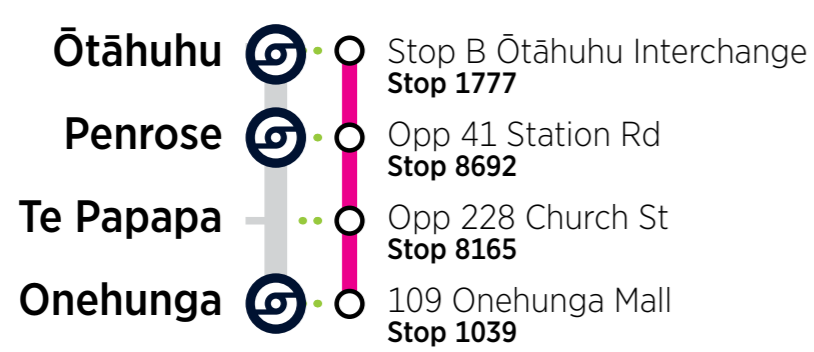 Ōtāhuhu
Stop B Ōtāhuhu Interchange
Stop 1777
Penrose
Opp 41 Station Rd
Stop 8692
Te Papapa
Opp 228 Church St
Stop 8165
Onehunga
109 Onehunga Mall
Stop 1039